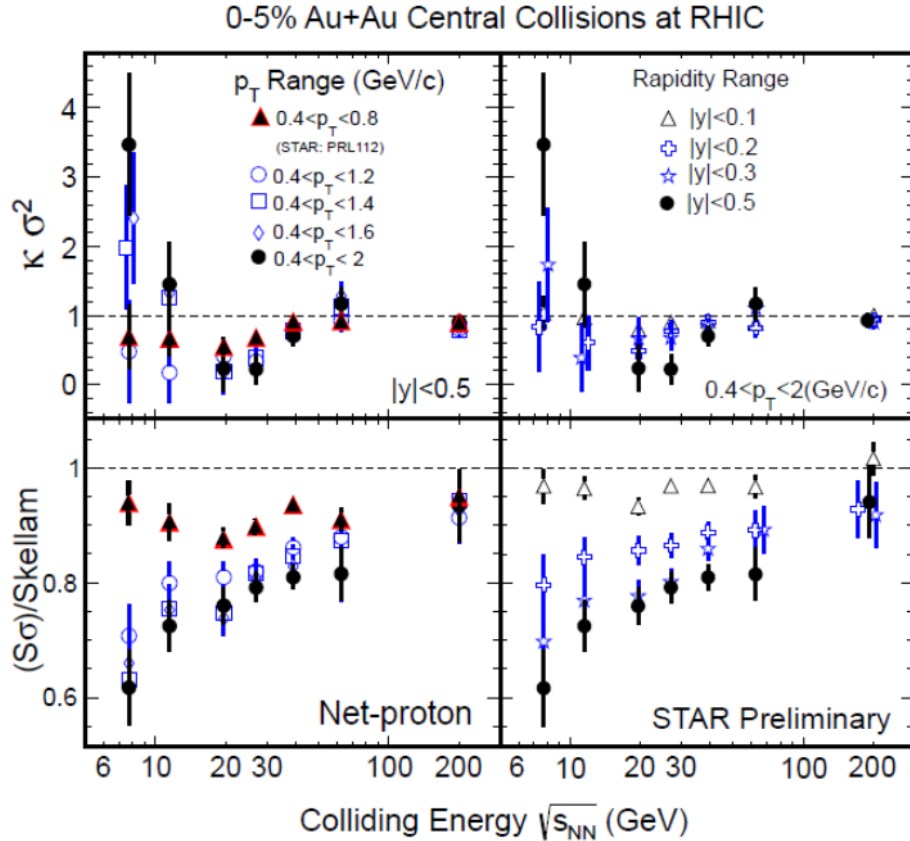 0-5% Au+Au Central Collisions at RHIC
p_T Range (GeV/c)
0.4<p_T<0.8
(STAR: PRL112)
0.4<p_T<1.2
0.4<p_T<1.4
0.4<p_T<1.6
0.4<p_T<2
|y|<0.5
Rapidity Range
|y|<0.1
|y|<0.2
|y|<0.3
|y|<0.5
0.4<p_T<2(GeV/c)
κ σ²
4
3
2
1
0
(Sσ)/Skellam
1
0.8
0.6
Net-proton
STAR Preliminary
6 10 20 30 100 200
6 10 20 30 100 200
Colliding Energy √s_NN (GeV)